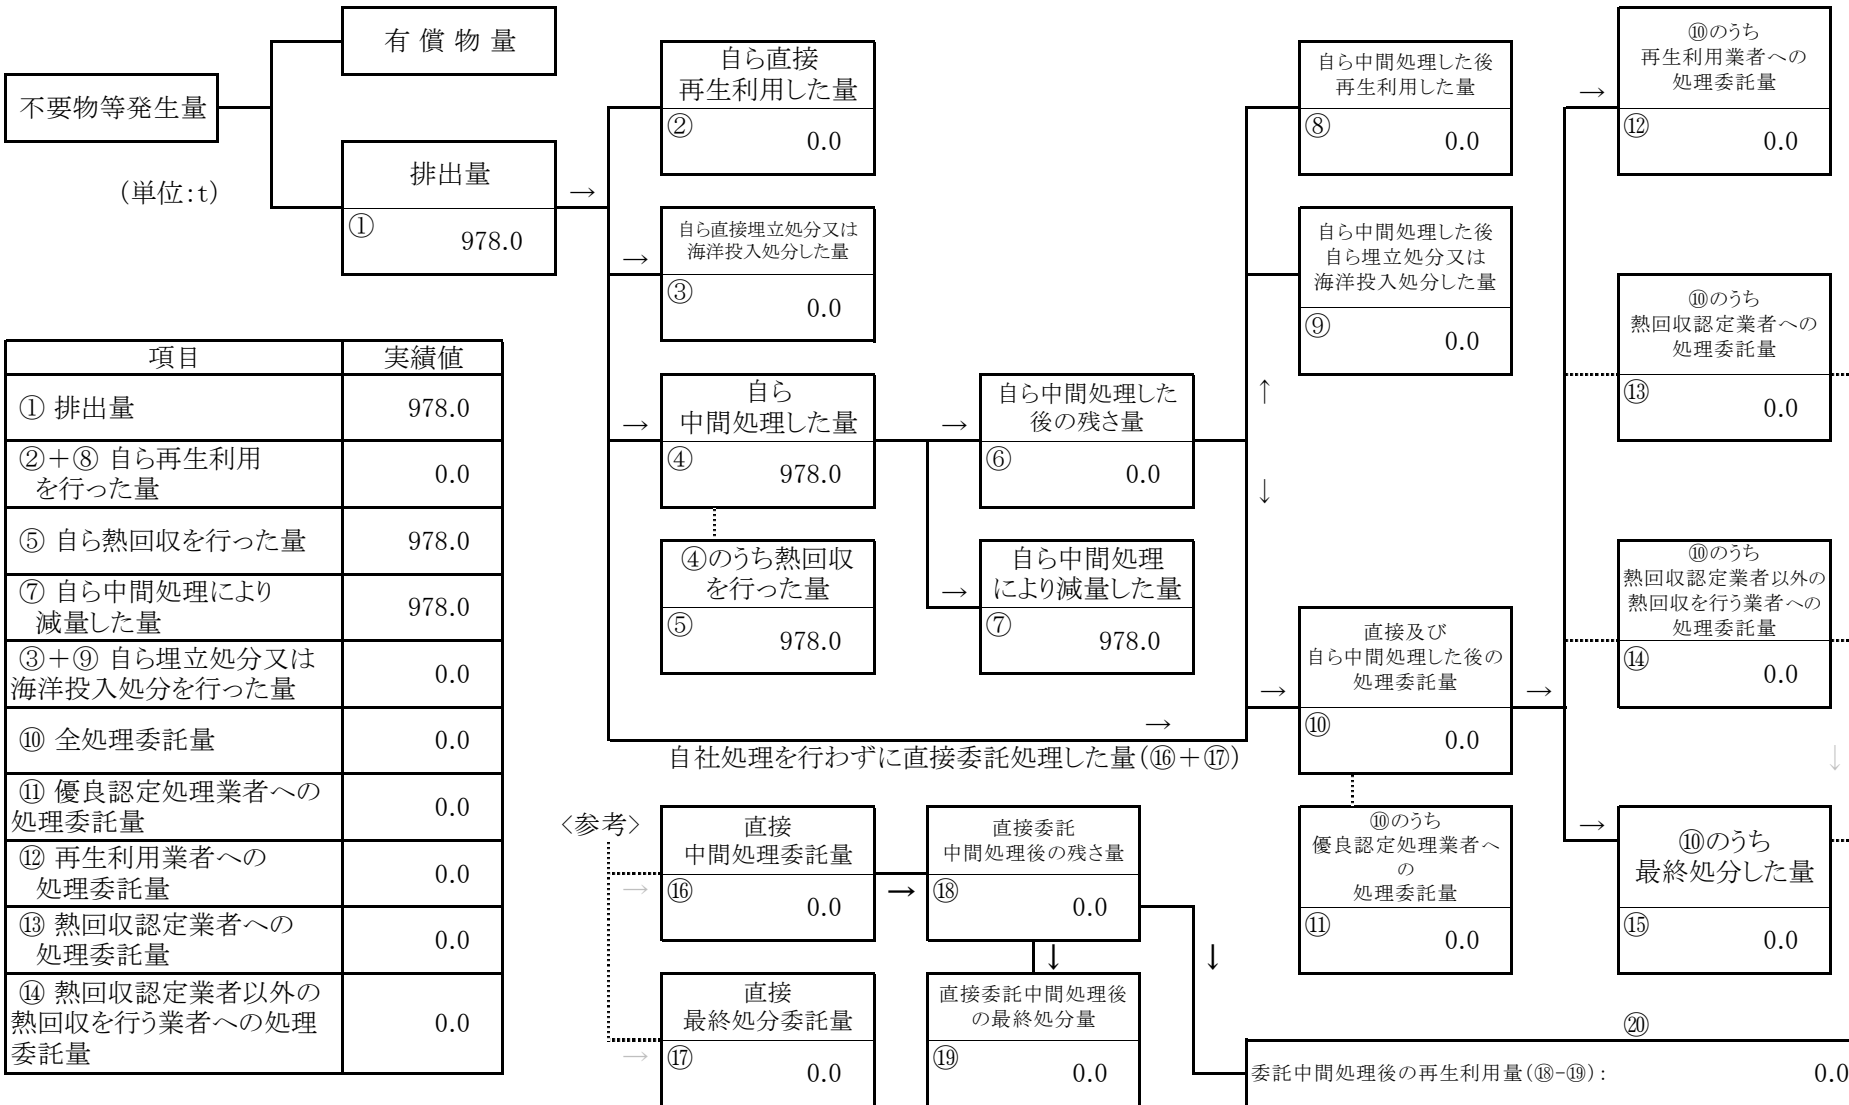 有 償 物 量
不要物等発生量
排出量
①
978.0
(単位:t)
→
自ら直接
再生利用した量
②
0.0
→
自ら直接埋立処分又は
海洋投入処分した量
③
0.0
→
自ら
中間処理した量
④
978.0
④のうち熱回収
を行った量
⑤
978.0
→
自ら中間処理した
後の残さ量
⑥
0.0
→
自ら中間処理
により減量した量
⑦
978.0
↑
↓
自ら中間処理した後
再生利用した量
⑧
0.0
自ら中間処理した後
自ら埋立処分又は
海洋投入処分した量
⑨
0.0
→
自社処理を行わずに直接委託処理した量(⑯+⑰)
→
直接及び
自ら中間処理した後の
処理委託量
⑩
0.0
⑩のうち
優良認定処理業者へ
の
処理委託量
⑪
0.0
→
→
⑩のうち
再生利用業者への
処理委託量
⑫
0.0
⑩のうち
熱回収認定業者への
処理委託量
⑬
0.0
⑩のうち
熱回収認定業者以外の
熱回収を行う業者への
処理委託量
⑭
0.0
↓
→
⑩のうち
最終処分した量
⑮
0.0
項目 実績値
① 排出量 978.0
②+⑧ 自ら再生利用
を行った量 0.0
⑤ 自ら熱回収を行った量 978.0
⑦ 自ら中間処理により
減量した量 978.0
③+⑨ 自ら埋立処分又は
海洋投入処分を行った量 0.0
⑩ 全処理委託量 0.0
⑪ 優良認定処理業者への
処理委託量 0.0
⑫ 再生利用業者への
処理委託量 0.0
⑬ 熱回収認定業者への
処理委託量 0.0
⑭ 熱回収認定業者以外の
熱回収を行う業者への処理
委託量 0.0
<参考>
→
直接
中間処理委託量
⑯
0.0
→
直接委託
中間処理後の残さ量
⑱
0.0
↓
↓
→
直接
最終処分委託量
⑰
0.0
直接委託中間処理後
の最終処分量
⑲
0.0
⑳
委託中間処理後の再生利用量(⑱-⑲): 0.0